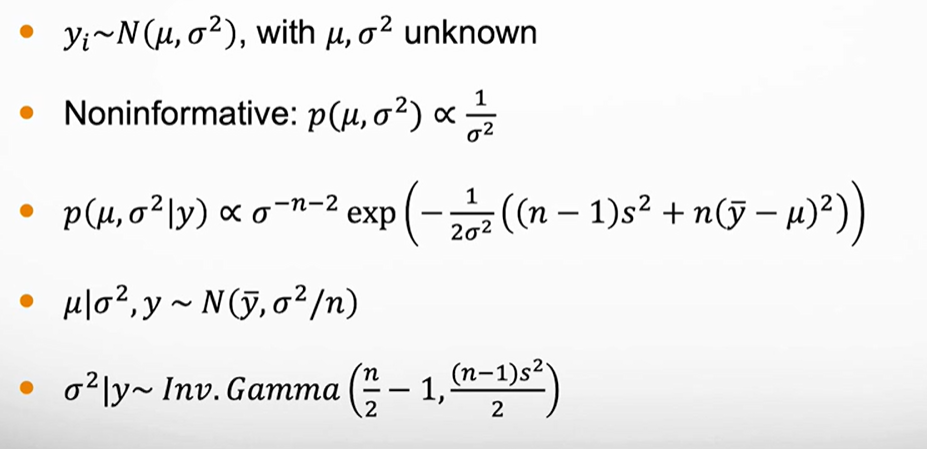 • yᵢ~N(μ, σ²), with μ, σ² unknown
• Noninformative: p(μ, σ²) ∝ 1/σ²
• p(μ, σ²|y) ∝ σ⁻ⁿ⁻² exp(−1/2σ² ((n − 1)s² + n(ȳ − μ)²))
• μ|σ², y ~ N(ȳ, σ²/n)
• σ²|y~ Inv. Gamma (n/2 − 1, (n−1)s²/2)